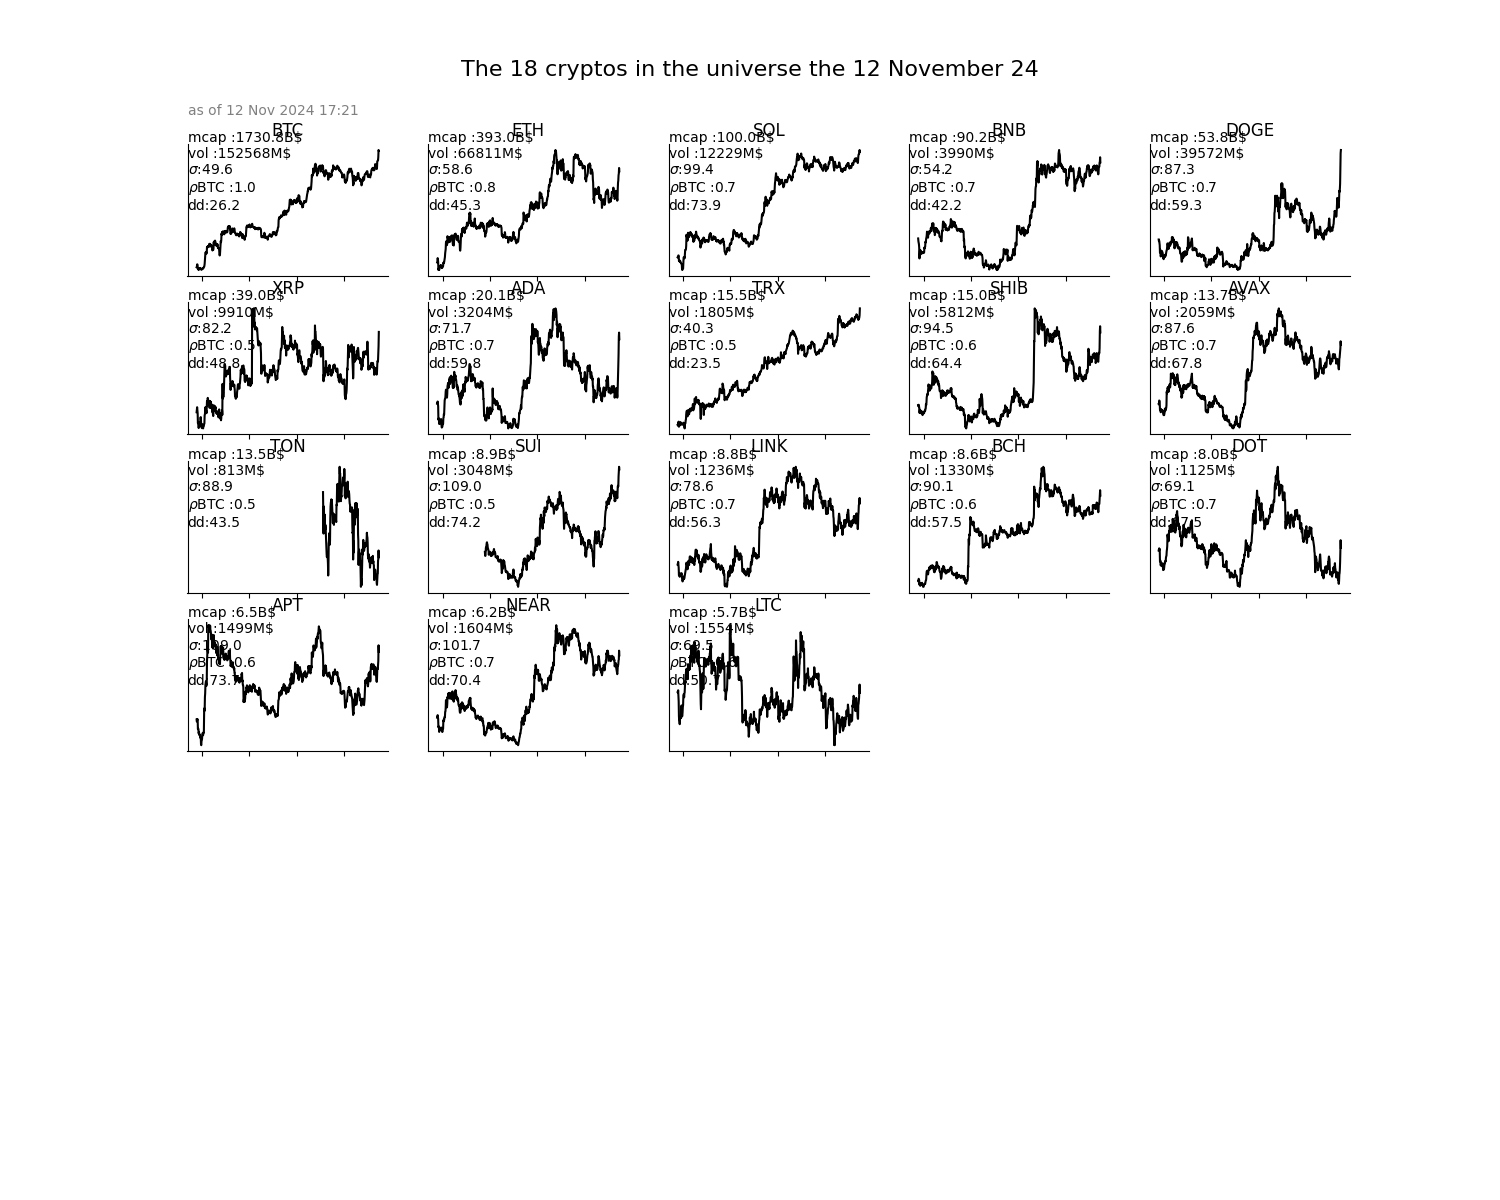 The 18 cryptos in the universe the 12 November 24
as of 12 Nov 2024 17:21
BTC
mcap :1730.8B$
vol :152568M$
σ:49.6
ρBTC :1.0
dd:26.2
ETH
mcap :393.0B$
vol :66811M$
σ:58.6
ρBTC :0.8
dd:45.3
SOL
mcap :100.0B$
vol :12229M$
σ:99.4
ρBTC :0.7
dd:73.9
BNB
mcap :90.2B$
vol :3990M$
σ:54.2
ρBTC :0.7
dd:42.2
DOGE
mcap :53.8B$
vol :39572M$
σ:87.3
ρBTC :0.7
dd:59.3
XRP
mcap :39.0B$
vol :9910M$
σ:82.2
ρBTC :0.5
dd:48.8
ADA
mcap :20.1B$
vol :3204M$
σ:71.7
ρBTC :0.7
dd:59.8
TRX
mcap :15.5B$
vol :1805M$
σ:40.3
ρBTC :0.5
dd:23.5
SHIB
mcap :15.0B$
vol :5812M$
σ:94.5
ρBTC :0.6
dd:64.4
AVAX
mcap :13.7B$
vol :2059M$
σ:87.6
ρBTC :0.7
dd:67.8
TON
mcap :13.5B$
vol :813M$
σ:88.9
ρBTC :0.5
dd:43.5
SUI
mcap :8.9B$
vol :3048M$
σ:109.0
ρBTC :0.5
dd:74.2
LINK
mcap :8.8B$
vol :1236M$
σ:78.6
ρBTC :0.7
dd:56.3
BCH
mcap :8.6B$
vol :1330M$
σ:90.1
ρBTC :0.6
dd:57.5
DOT
mcap :8.0B$
vol :1125M$
σ:69.1
ρBTC :0.7
APT
mcap :6.5B$
vol :1499M$
σ:109.0
ρBTC :0.6
NEAR
mcap :6.2B$
vol :1604M$
σ:101.7
ρBTC :0.7
dd:70.4
LTC
mcap :5.7B$
vol :1554M$
σ:69.5